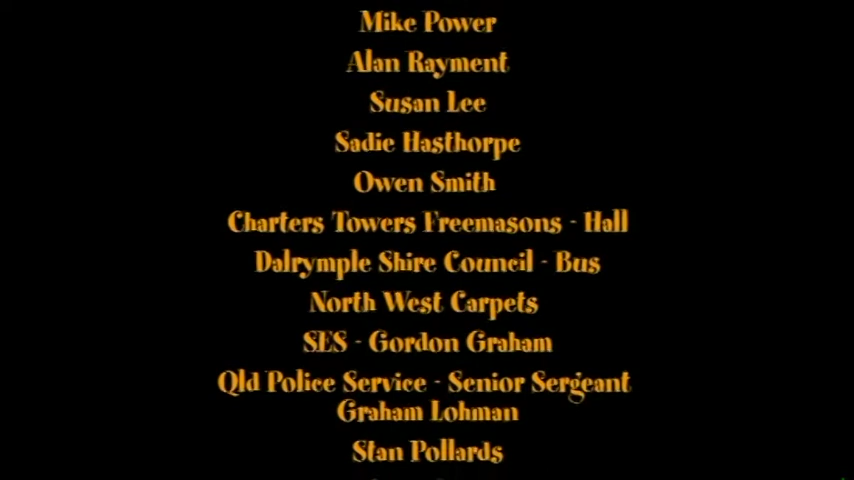 Mike Power
Alan Rayment
Susan Lee
Sadie Hasthorpe
Owen Smith
Charters Towers Freemasons - Hall
Dalrymple Shire Council - Bus
North West Carpets
SES - Gordon Graham
Qld Police Service - Senior Sergeant
Graham Lohman
Stan Pollards